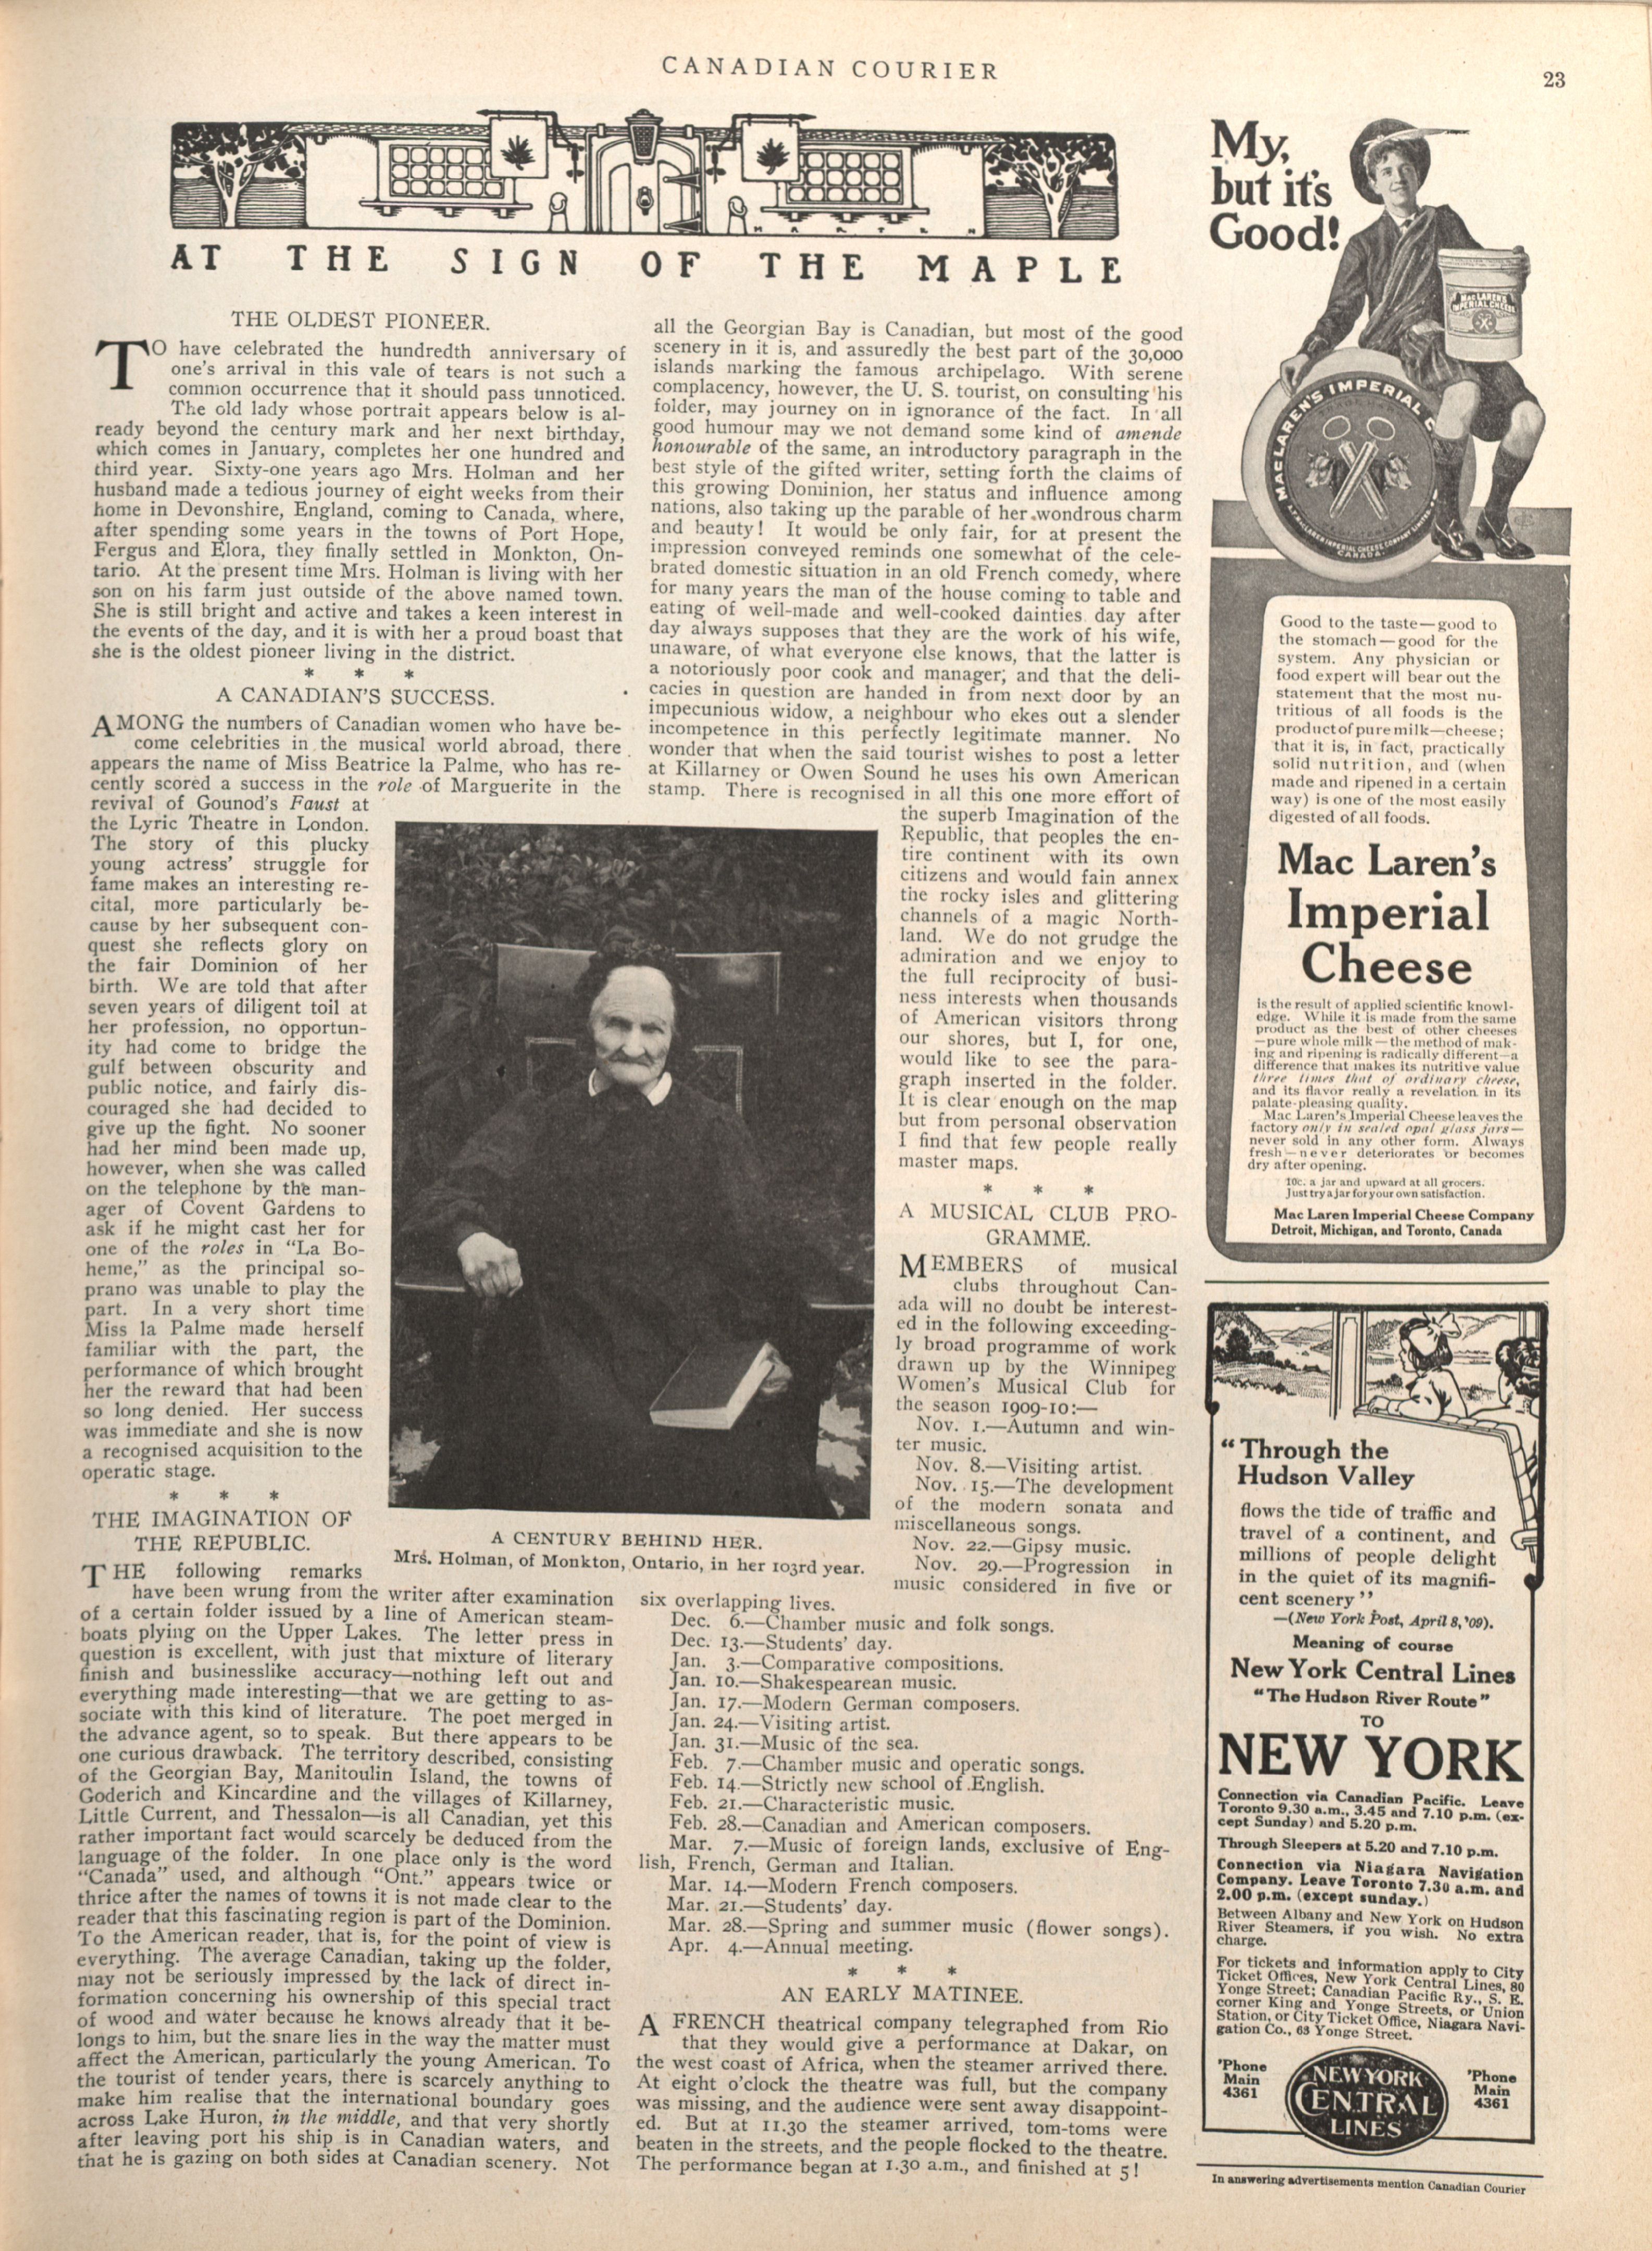 CANADIAN COURIER
23
AT THE SIGN OF THE MAPLE
THE OLDEST PIONEER.
TO have celebrated the hundredth anniversary of
one's arrival in this vale of tears is not such a
common occurrence that it should pass unnoticed.
The old lady whose portrait appears below is al-
ready beyond the century mark and her next birthday,
which comes in January, completes her one hundred and
third year. Sixty-one years ago Mrs. Holman and her
husband made a tedious journey of eight weeks from their
home in Devonshire, England, coming to Canada, where,
after spending some years in the towns of Port Hope,
Fergus and Elora, they finally settled in Monkton, On-
tario. At the present time Mrs. Holman is living with her
son on his farm just outside of the above named town.
She is still bright and active and takes a keen interest in
the events of the day, and it is with her a proud boast that
she is the oldest pioneer living in the district.
* * *
A CANADIAN'S SUCCESS.
AMONG the numbers of Canadian women who have be-
come celebrities in the musical world abroad, there
appears the name of Miss Beatrice la Palme, who has re-
cently scored a success in the role of Marguerite in the
revival of Gounod's Faust at
the Lyric Theatre in London.
The story of this plucky
young actress' struggle for
fame makes an interesting re-
cital, more particularly be-
cause by her subsequent con-
quest she reflects glory on
the fair Dominion of her
birth. We are told that after
seven years of diligent toil at
her profession, no opportun-
ity had come to bridge the
gulf between obscurity and
public notice, and fairly dis-
couraged she had decided to
give up the fight. No sooner
had her mind been made up,
however, when she was called
on the telephone by the man-
ager of Covent Gardens to
ask if he might cast her for
one of the roles in "La Bo-
heme," as the principal so-
prano was unable to play the
part. In a very short time
Miss la Palme made herself
familiar with the part, the
performance of which brought
her the reward that had been
so long denied. Her success
was immediate and she is now
a recognised acquisition to the
operatic stage.
* * *
THE IMAGINATION OF
THE REPUBLIC.
THE following remarks
have been wrung from the writer after examination
of a certain folder issued by a line of American steam-
boats plying on the Upper Lakes. The letter press in
question is excellent, with just that mixture of literary
finish and businesslike accuracy—nothing left out and
everything made interesting—that we are getting to as-
sociate with this kind of literature. The poet merged in
the advance agent, so to speak. But there appears to be
one curious drawback. The territory described, consisting
of the Georgian Bay, Manitoulin Island, the towns of
Goderich and Kincardine and the villages of Killarney,
Little Current, and Thessalon—is all Canadian, yet this
rather important fact would scarcely be deduced from the
language of the folder. In one place only is the word
"Canada" used, and although "Ont." appears twice or
thrice after the names of towns it is not made clear to the
reader that this fascinating region is part of the Dominion.
To the American reader, that is, for the point of view is
everything. The average Canadian, taking up the folder,
may not be seriously impressed by the lack of direct in-
formation concerning his ownership of this special tract
of wood and water because he knows already that it be-
longs to him, but the snare lies in the way the matter must
affect the American, particularly the young American. To
the tourist of tender years, there is scarcely anything to
make him realise that the international boundary goes
across Lake Huron, in the middle, and that very shortly
after leaving port his ship is in Canadian waters, and
that he is gazing on both sides at Canadian scenery. Not
A CENTURY BEHIND HER.
Mrs. Holman, of Monkton, Ontario, in her 103rd year.
all the Georgian Bay is Canadian, but most of the good
scenery in it is, and assuredly the best part of the 30,000
islands marking the famous archipelago. With serene
complacency, however, the U. S. tourist, on consulting his
folder, may journey on in ignorance of the fact. In all
good humour may we not demand some kind of amende
honourable of the same, an introductory paragraph in the
best style of the gifted writer, setting forth the claims of
this growing Dominion, her status and influence among
nations, also taking up the parable of her wondrous charm
and beauty! It would be only fair, for at present the
impression conveyed reminds one somewhat of the cele-
brated domestic situation in an old French comedy, where
for many years the man of the house coming to table and
eating of well-made and well-cooked dainties day after
day always supposes that they are the work of his wife,
unaware, of what everyone else knows, that the latter is
a notoriously poor cook and manager; and that the deli-
cacies in question are handed in from next door by an
impecunious widow, a neighbour who ekes out a slender
incompetence in this perfectly legitimate manner. No
wonder that when the said tourist wishes to post a letter
at Killarney or Owen Sound he uses his own American
stamp. There is recognised in all this one more effort of
the superb Imagination of the
Republic, that peoples the en-
tire continent with its own
citizens and would fain annex
the rocky isles and glittering
channels of a magic North-
land. We do not grudge the
admiration and we enjoy to
the full reciprocity of busi-
ness interests when thousands
of American visitors throng
our shores, but I, for one,
would like to see the para-
graph inserted in the folder.
It is clear enough on the map
but from personal observation
I find that few people really
master maps.
* * *
A MUSICAL CLUB PRO-
GRAMME.
MEMBERS of musical
clubs throughout Can-
ada will no doubt be interest-
ed in the following exceeding-
ly broad programme of work
drawn up by the Winnipeg
Women's Musical Club for
the season 1909-10:—
Nov. 1.—Autumn and win-
ter music.
Nov. 8.—Visiting artist.
Nov. 15.—The development
of the modern sonata and
miscellaneous songs.
Nov. 22.—Gipsy music.
Nov. 29.—Progression in
music considered in five or
six overlapping lives.
Dec. 6.—Chamber music and folk songs.
Dec. 13.—Students' day.
Jan. 3.—Comparative compositions.
Jan. 10.—Shakespearean music.
Jan. 17.—Modern German composers.
Jan. 24.—Visiting artist.
Jan. 31.—Music of the sea.
Feb. 7.—Chamber music and operatic songs.
Feb. 14.—Strictly new school of English.
Feb. 21.—Characteristic music.
Feb. 28.—Canadian and American composers.
Mar. 7.—Music of foreign lands, exclusive of Eng-
lish, French, German and Italian.
Mar. 14.—Modern French composers.
Mar. 21.—Students' day.
Mar. 28.—Spring and summer music (flower songs).
Apr. 4.—Annual meeting.
* * *
AN EARLY MATINEE.
A FRENCH theatrical company telegraphed from Rio
that they would give a performance at Dakar, on
the west coast of Africa, when the steamer arrived there.
At eight o'clock the theatre was full, but the company
was missing, and the audience were sent away disappoint-
ed. But at 11.30 the steamer arrived, tom-toms were
beaten in the streets, and the people flocked to the theatre.
The performance began at 1.30 a.m., and finished at 5!
My,
but it's
Good!
MAC LAREN'S
IMPERIAL CHEESE
MACLAREN'S IMPERIAL C
A.F. MACLAREN IMPERIAL CHEESE COMPANY LIMITED
CANADA.
Good to the taste—good to
the stomach—good for the
system. Any physician or
food expert will bear out the
statement that the most nu-
tritious of all foods is the
product of pure milk—cheese;
that it is, in fact, practically
solid nutrition, and (when
made and ripened in a certain
way) is one of the most easily
digested of all foods.
Mac Laren's
Imperial
Cheese
is the result of applied scientific knowl-
edge. While it is made from the same
product as the best of other cheeses
—pure whole milk—the method of mak-
ing and ripening is radically different—a
difference that makes its nutritive value
three times that of ordinary cheese,
and its flavor really a revelation in its
palate-pleasing quality.
Mac Laren's Imperial Cheese leaves the
factory only in sealed opal glass jars—
never sold in any other form. Always
fresh—never deteriorates or becomes
dry after opening.
10c. a jar and upward at all grocers.
Just try a jar for your own satisfaction.
Mac Laren Imperial Cheese Company
Detroit, Michigan, and Toronto, Canada
"Through the
Hudson Valley
flows the tide of traffic and
travel of a continent, and
millions of people delight
in the quiet of its magnifi-
cent scenery"
—(New York Post, April 8, '09).
Meaning of course
New York Central Lines
"The Hudson River Route"
TO
NEW YORK
Connection via Canadian Pacific. Leave
Toronto 9.30 a.m., 3.45 and 7.10 p.m. (ex-
cept Sunday) and 5.20 p.m.
Through Sleepers at 5.20 and 7.10 p.m.
Connection via Niagara Navigation
Company. Leave Toronto 7.30 a.m. and
2.00 p.m. (except sunday.)
Between Albany and New York on Hudson
River Steamers, if you wish. No extra
charge.
For tickets and information apply to City
Ticket Offices, New York Central Lines, 80
Yonge Street; Canadian Pacific Ry., S. E.
corner King and Yonge Streets, or Union
Station, or City Ticket Office, Niagara Navi-
gation Co., 63 Yonge Street.
'Phone
Main
4361
NEW YORK
CENTRAL
LINES
'Phone
Main
4361
In answering advertisements mention Canadian Courier